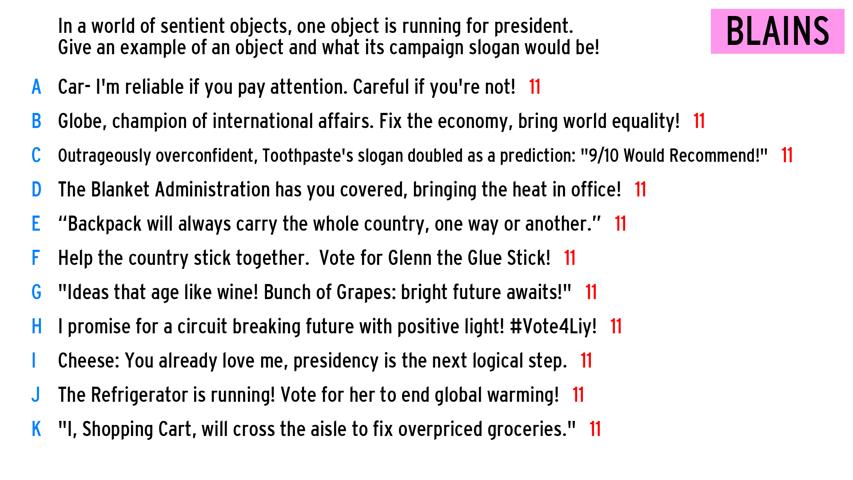 In a world of sentient objects, one object is running for president.
Give an example of an object and what its campaign slogan would be!
BLAINS
A Car- I'm reliable if you pay attention. Careful if you're not! 11
B Globe, champion of international affairs. Fix the economy, bring world equality! 11
C Outrageously overconfident, Toothpaste's slogan doubled as a prediction: "9/10 Would Recommend!" 11
D The Blanket Administration has you covered, bringing the heat in office! 11
E “Backpack will always carry the whole country, one way or another.” 11
F Help the country stick together.  Vote for Glenn the Glue Stick! 11
G "Ideas that age like wine! Bunch of Grapes: bright future awaits!" 11
H I promise for a circuit breaking future with positive light! #Vote4Liy! 11
I Cheese: You already love me, presidency is the next logical step. 11
J The Refrigerator is running! Vote for her to end global warming! 11
K "I, Shopping Cart, will cross the aisle to fix overpriced groceries." 11